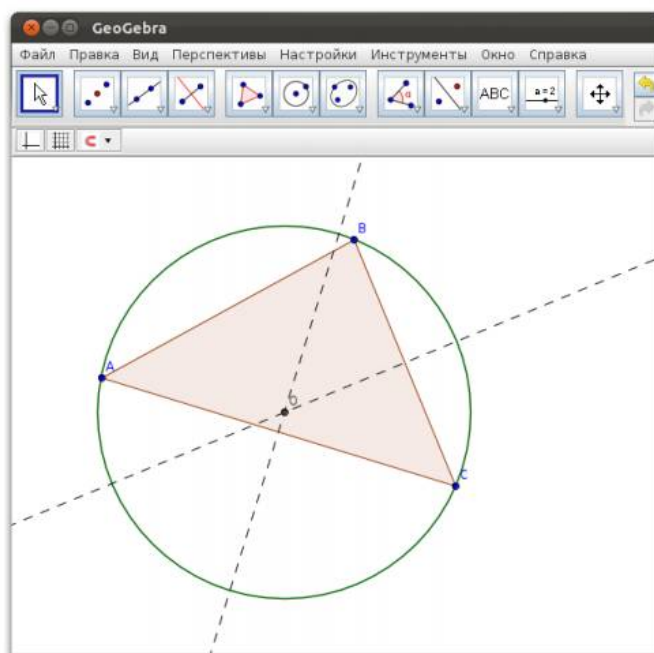 GeoGebra
Файл Правка Вид Перспективы Настройки Инструменты Окно Справка
α ABC a = 2
B
A
C